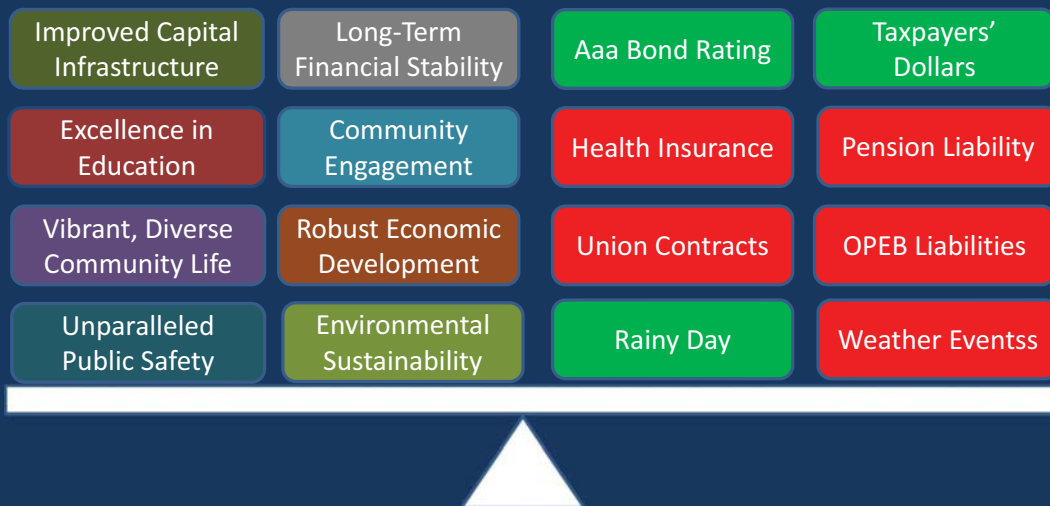 Improved Capital
Infrastructure
Long-Term
Financial Stability
Aaa Bond Rating
Taxpayers’
Dollars
Excellence in
Education
Community
Engagement
Health Insurance
Pension Liability
Vibrant, Diverse
Community Life
Robust Economic
Development
Union Contracts
OPEB Liabilities
Unparalleled
Public Safety
Environmental
Sustainability
Rainy Day
Weather Eventss